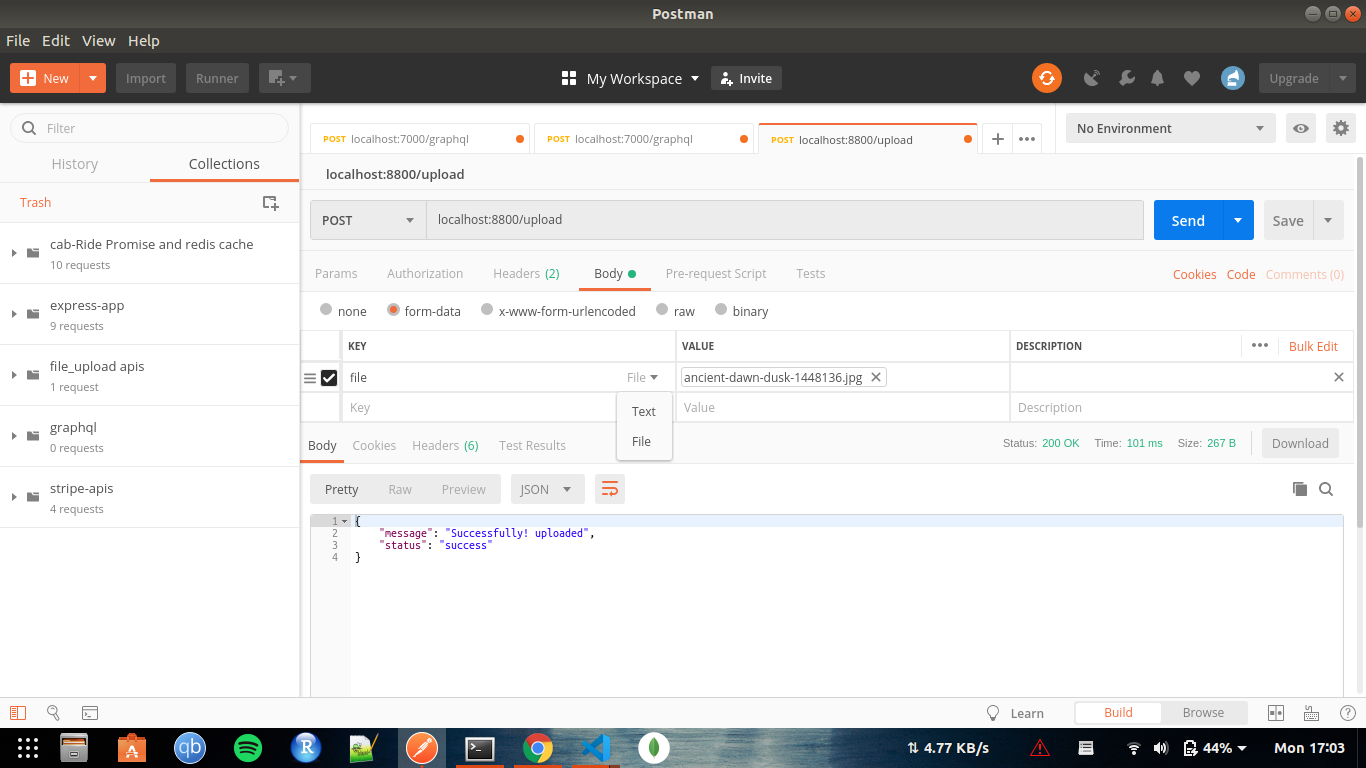 Postman
File Edit View Help
New Import Runner My Workspace Invite Upgrade
Filter
History Collections
Trash
cab-Ride Promise and redis cache
10 requests
express-app
9 requests
file_upload apis
1 request
graphql
0 requests
stripe-apis
4 requests
POST localhost:7000/graphql POST localhost:7000/graphql POST localhost:8800/upload No Environment
localhost:8800/upload
POST localhost:8800/upload Send Save
Params Authorization Headers (2) Body Pre-request Script Tests Cookies Code Comments (0)
none form-data x-www-form-urlencoded raw binary
KEY VALUE DESCRIPTION Bulk Edit
file File ancient-dawn-dusk-1448136.jpg
Key Value Description
Text
File
Body Cookies Headers (6) Test Results Status: 200 OK Time: 101 ms Size: 267 B Download
Pretty Raw Preview JSON
1 {
2 "message": "Successfully! uploaded",
3 "status": "success"
4 }
Learn Build Browse
qb R 4.77 KB/s 44% Mon 17:03